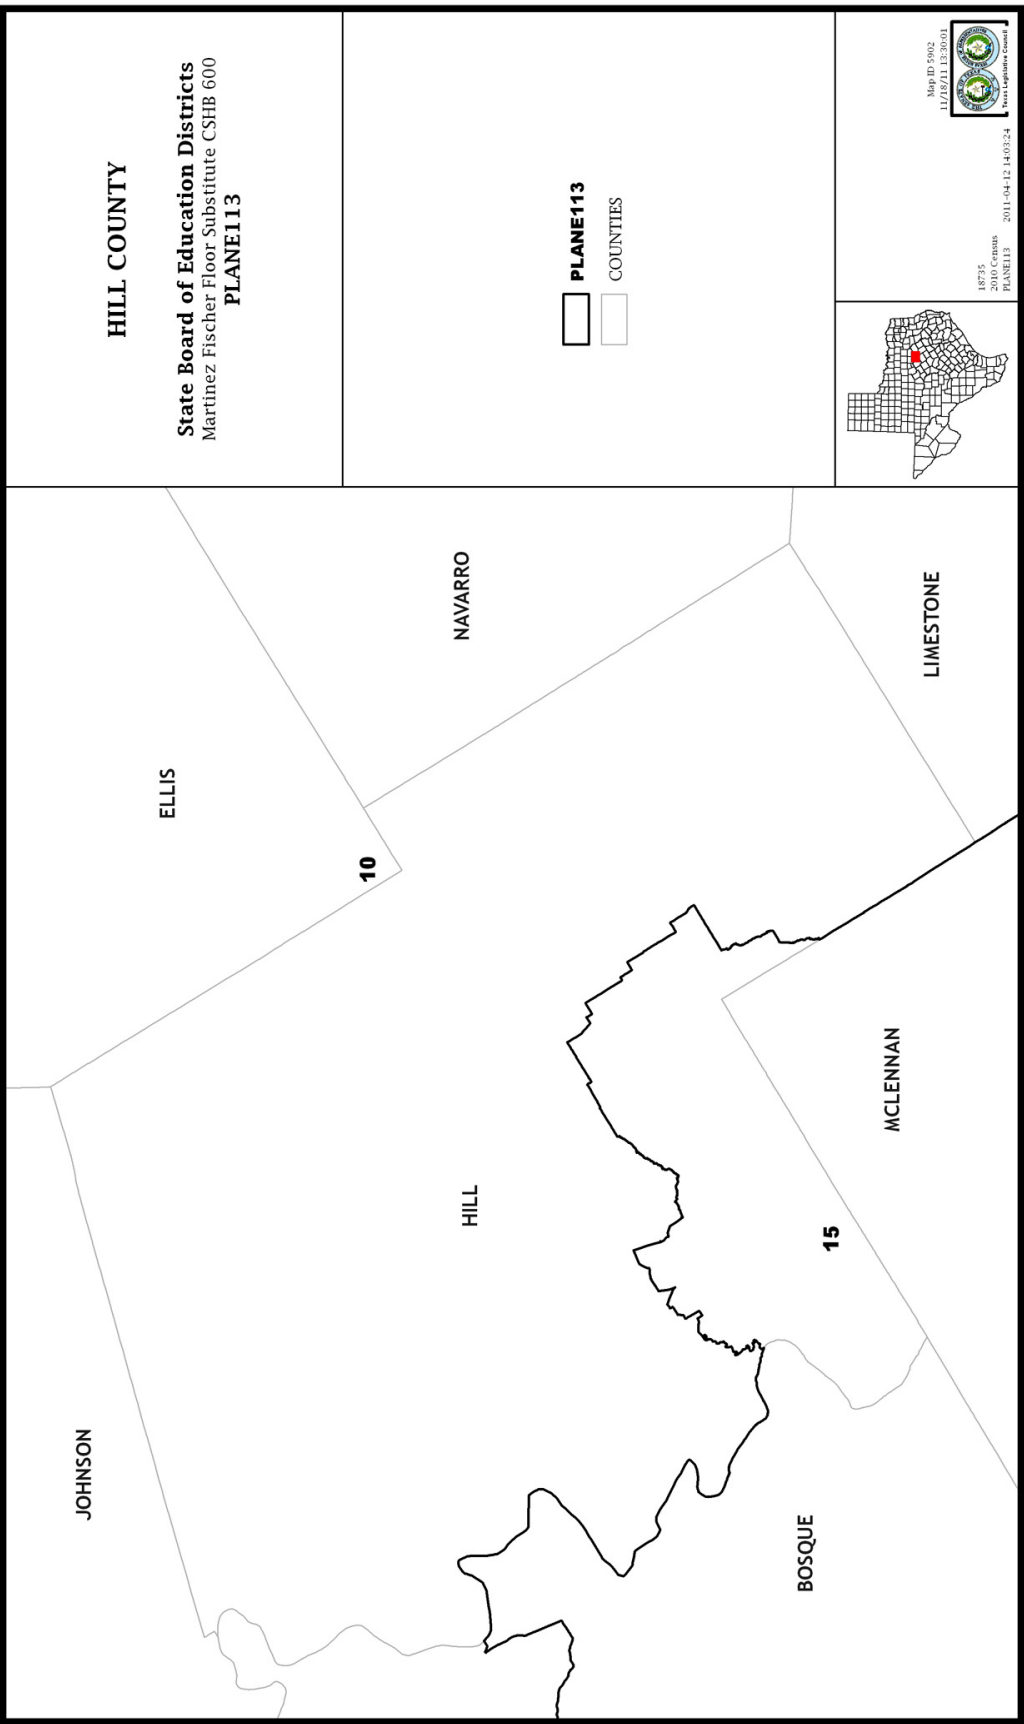 HILL COUNTY
State Board of Education Districts
Martinez Fischer Floor Substitute CSHB 600
PLANE113
PLANE113
COUNTIES
Map ID 5902
11/18/11 13:30:01
Texas Legislative Council
2011-04-12 14:03:24
18735
2010 Census
PLANE113
JOHNSON
ELLIS
10
NAVARRO
HILL
BOSQUE
15
MCLENNAN
LIMESTONE